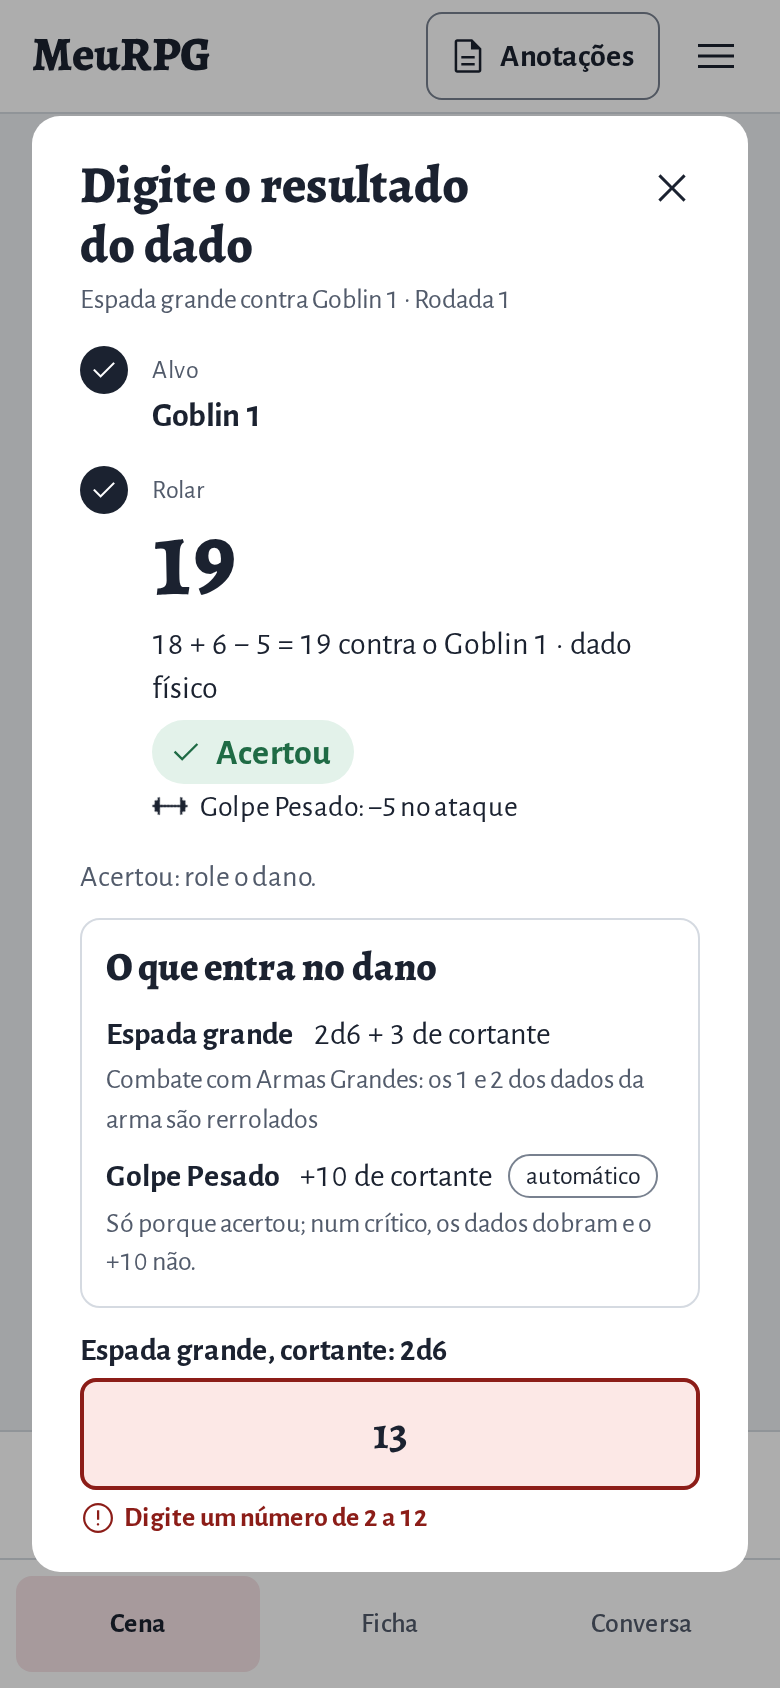 MeuRPG
Anotações
Digite o resultado
do dado
Espada grande contra Goblin 1 · Rodada 1
Alvo
Goblin 1
Rolar
19
18 + 6 − 5 = 19 contra o Goblin 1 · dado
físico
Acertou
Golpe Pesado: −5 no ataque
Acertou: role o dano.
O que entra no dano
Espada grande 2d6 + 3 de cortante
Combate com Armas Grandes: os 1 e 2 dos dados da
arma são rerrolados
Golpe Pesado +10 de cortante automático
Só porque acertou; num crítico, os dados dobram e o
+10 não.
Espada grande, cortante: 2d6
13
Digite um número de 2 a 12
Cena Ficha Conversa